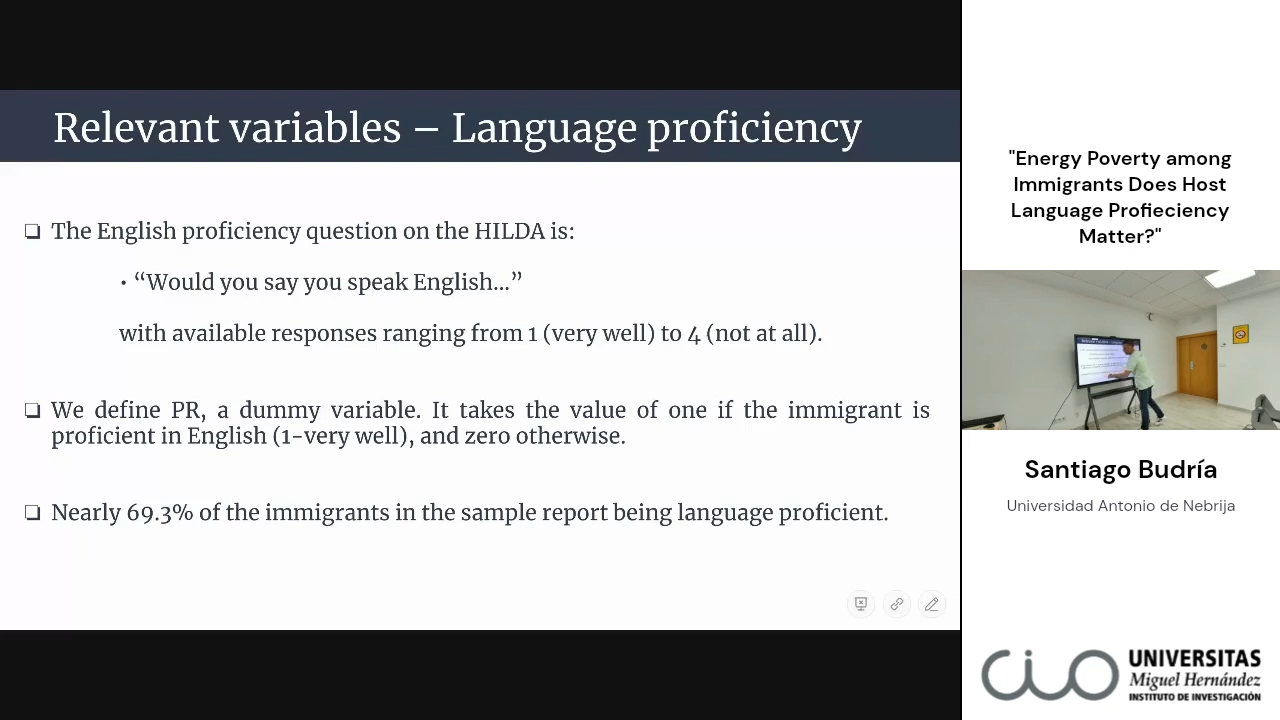 Relevant variables – Language proficiency
❑ The English proficiency question on the HILDA is:
• “Would you say you speak English…”
with available responses ranging from 1 (very well) to 4 (not at all).
❑ We define PR, a dummy variable. It takes the value of one if the immigrant is
proficient in English (1-very well), and zero otherwise.
❑ Nearly 69.3% of the immigrants in the sample report being language proficient.
"Energy Poverty among
Immigrants Does Host
Language Profieciency
Matter?"
Santiago Budría
Universidad Antonio de Nebrija
CIO
UNIVERSITAS
Miguel Hernández
INSTITUTO DE INVESTIGACIÓN